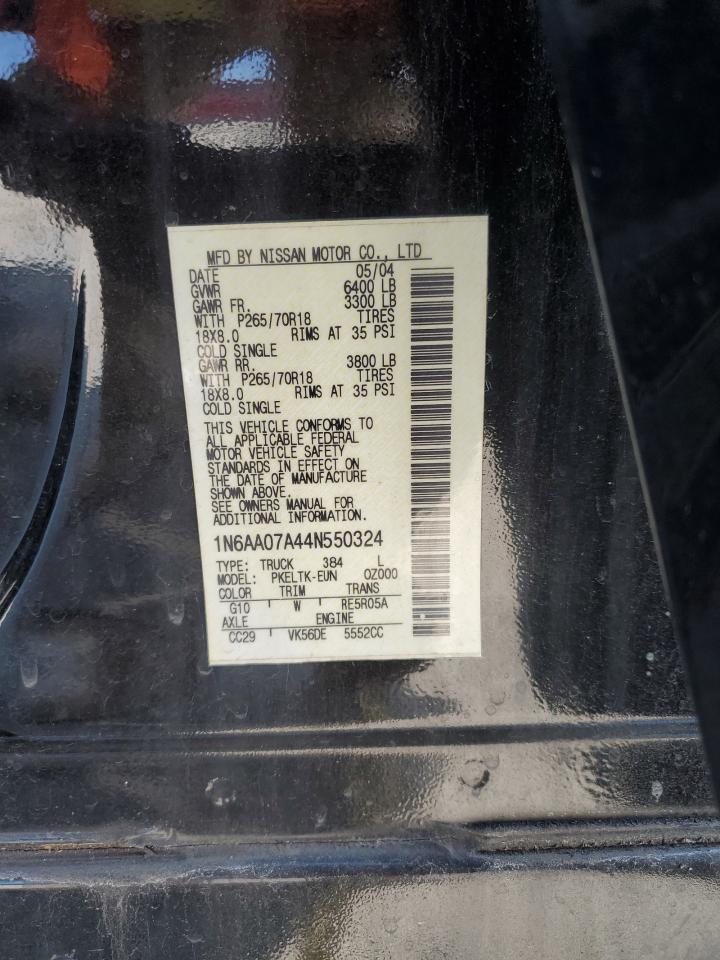 MFD BY NISSAN MOTOR CO., LTD
DATE 05/04
GVWR 6400 LB
GAWR FR. 3300 LB
WITH P265/70R18 TIRES
18X8.0 RIMS AT 35 PSI
COLD SINGLE
GAWR RR. 3800 LB
WITH P265/70R18 TIRES
18X8.0 RIMS AT 35 PSI
COLD SINGLE
THIS VEHICLE CONFORMS TO
ALL APPLICABLE FEDERAL
MOTOR VEHICLE SAFETY
STANDARDS IN EFFECT ON
THE DATE OF MANUFACTURE
SHOWN ABOVE.
SEE OWNERS MANUAL FOR
ADDITIONAL INFORMATION.
1N6AA07A44N550324
TYPE: TRUCK 384 L
MODEL: PKELTK-EUN OZ000
COLOR TRIM TRANS
G10 W RE5R05A
AXLE ENGINE
CC29 VK56DE 5552CC